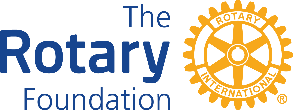 The
Rotary
Foundation
ROTARY
INTERNATIONAL
®